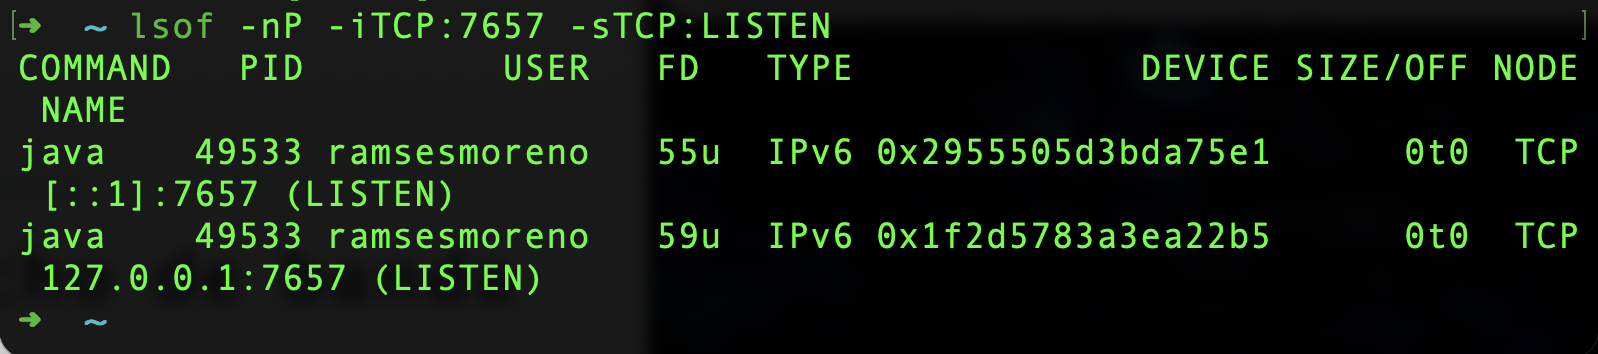 [➜  ~ lsof -nP -iTCP:7657 -sTCP:LISTEN ]
COMMAND   PID         USER   FD   TYPE             DEVICE SIZE/OFF NODE
 NAME
java    49533 ramsesmoreno   55u  IPv6 0x2955505d3bda75e1      0t0  TCP
 [::1]:7657 (LISTEN)
java    49533 ramsesmoreno   59u  IPv6 0x1f2d5783a3ea22b5      0t0  TCP
 127.0.0.1:7657 (LISTEN)
➜  ~